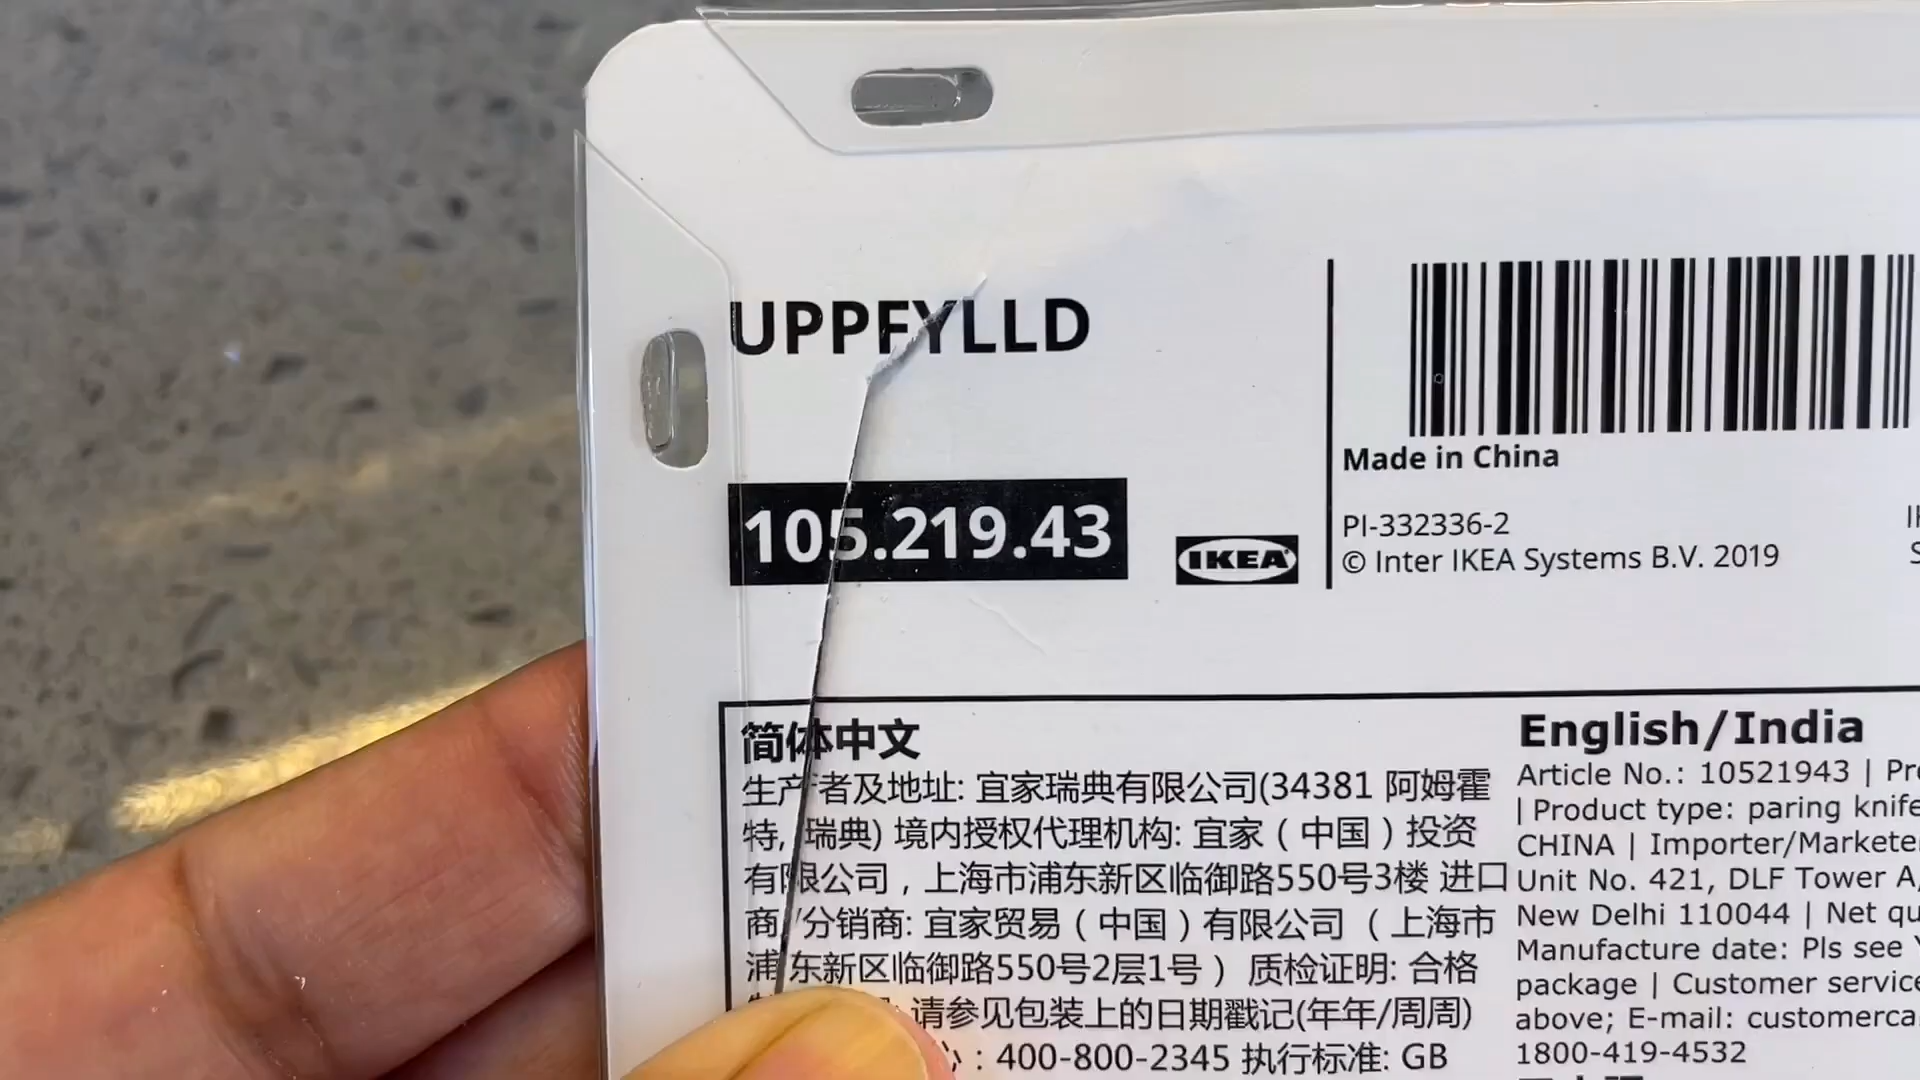 UPPFYLLD
105.219.43
IKEA
Made in China
PI-332336-2
© Inter IKEA Systems B.V. 2019
简体中文
生产者及地址: 宜家瑞典有限公司(34381 阿姆霍
特, 瑞典) 境内授权代理机构: 宜家（中国）投资
有限公司，上海市浦东新区临御路550号3楼 进口
商/分销商: 宜家贸易（中国）有限公司（上海市
浦东新区临御路550号2层1号） 质检证明: 合格
请参见包装上的日期戳记(年年/周周)
: 400-800-2345 执行标准: GB
English/India
Article No.: 10521943 |
| Product type: paring knife
CHINA | Importer/Markete
Unit No. 421, DLF Tower A,
New Delhi 110044 | Net
Manufacture date: Pls see
package | Customer service
above; E-mail: customerca
1800-419-4532